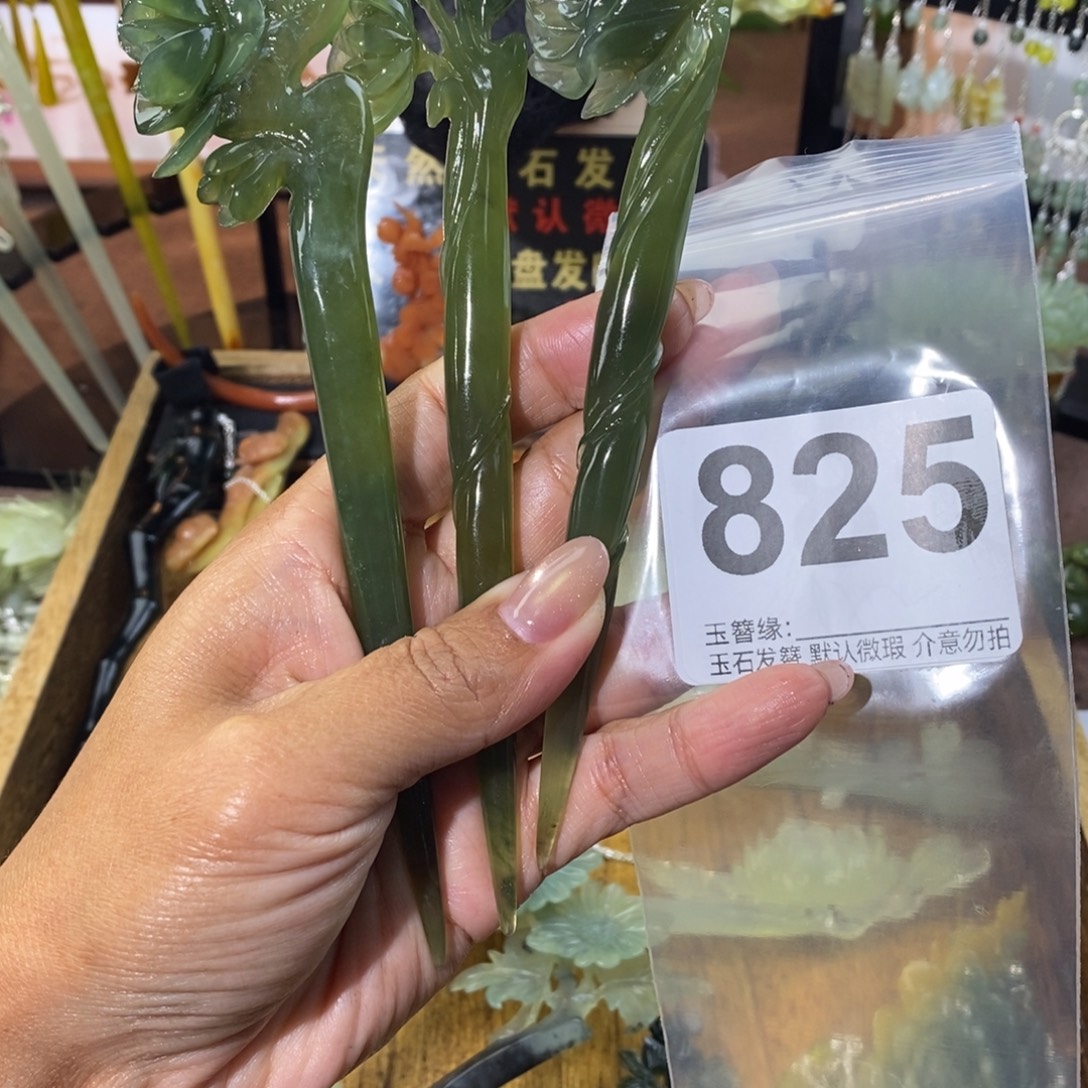 然 石发
认微
盘发
825
玉簪缘:
玉石发簪 默认微瑕 介意勿拍